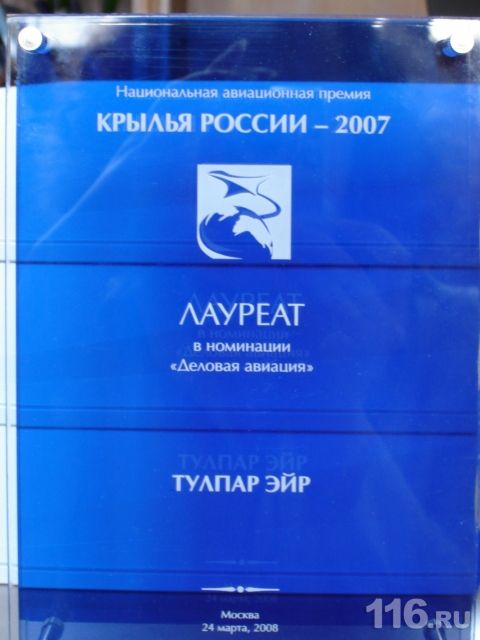 Национальная авиационная премия
КРЫЛЬЯ РОССИИ – 2007
ЛАУРЕАТ
в номинации
«Деловая авиация»
ТУЛПАР ЭЙР
Москва
24 марта, 2008
116.ru